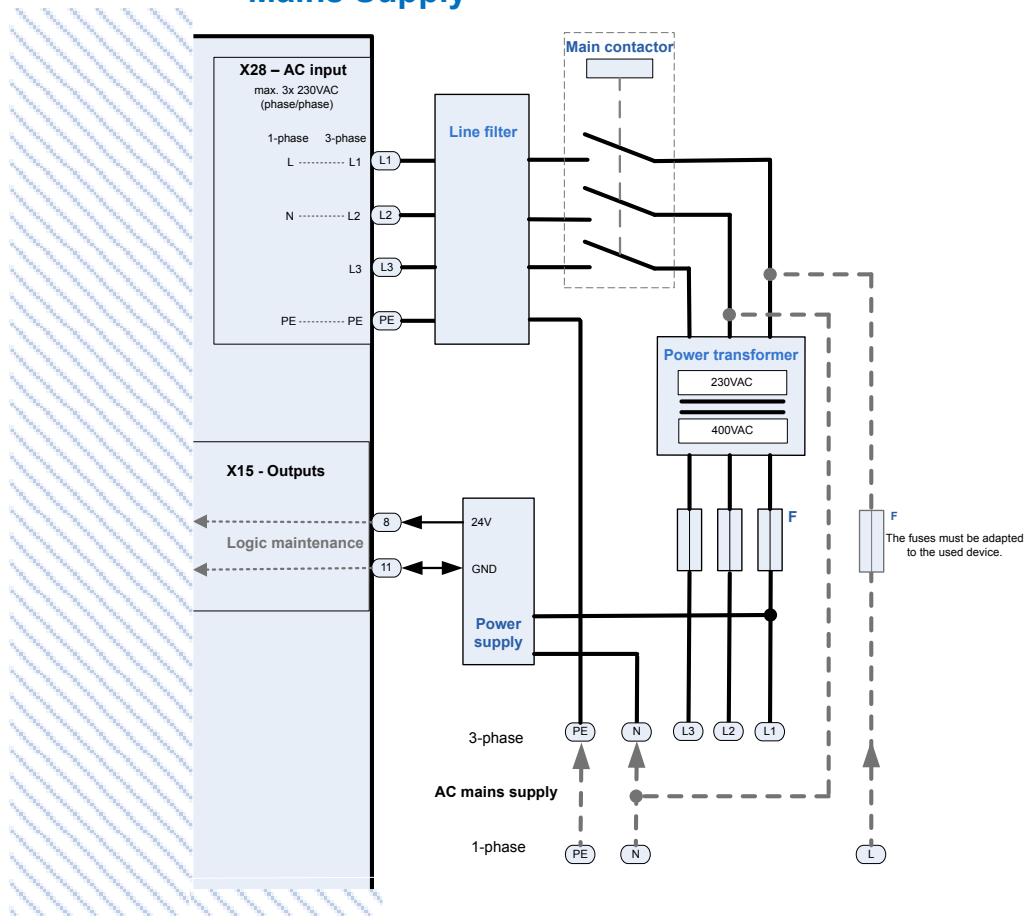 Mains Supply
X28 – AC input
max. 3x 230VAC
(phase/phase)
1-phase 3-phase
L L1 L1
N L2 L2
L3 L3
PE PE PE
Line filter
Main contactor
Power transformer
230VAC
400VAC
X15 - Outputs
8 24V
Logic maintenance
11 GND
Power
supply
F
F
The fuses must be adapted
to the used device.
3-phase PE N L3 L2 L1
AC mains supply
1-phase PE N L